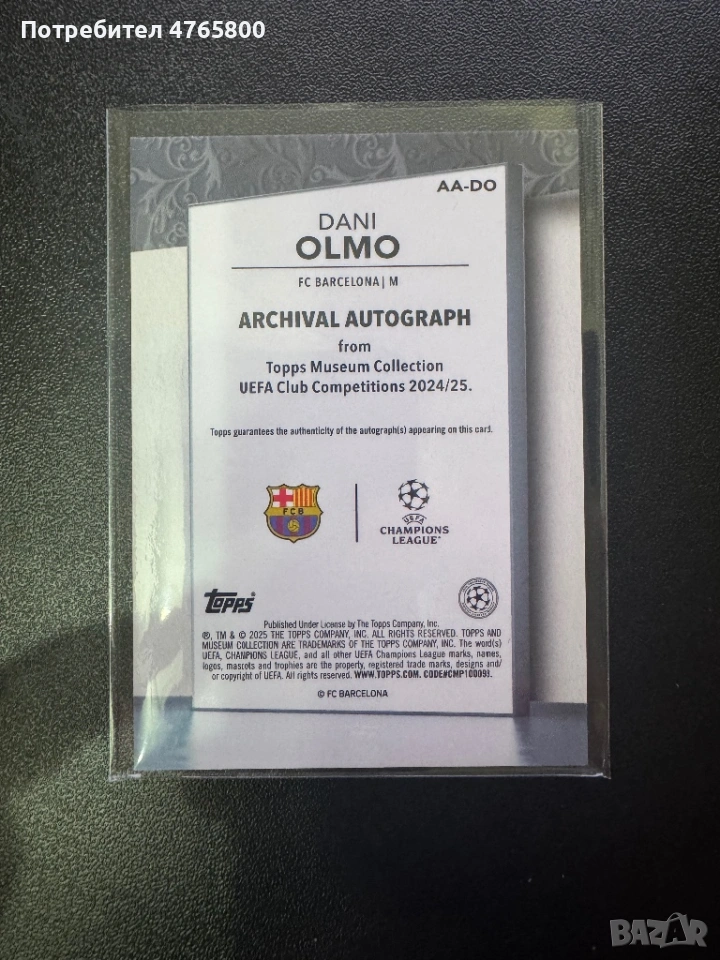 Потребител 4765800
AA-DO
DANI
OLMO
FC BARCELONA| M
ARCHIVAL AUTOGRAPH
from
Topps Museum Collection
UEFA Club Competitions 2024/25.
Topps guarantees the authenticity of the autograph(s) appearing on this card.
FCB
UEFA
CHAMPIONS
LEAGUE®
Topps®
Published Under License by The Topps Company, Inc.
®, TM & © 2025 THE TOPPS COMPANY, INC. ALL RIGHTS RESERVED. TOPPS AND
MUSEUM COLLECTION ARE TRADEMARKS OF THE TOPPS COMPANY, INC. The word(s)
UEFA, CHAMPIONS LEAGUE, and all other UEFA Champions League marks, names,
logos, mascots and trophies are the property, registered trade marks, designs and/
or copyright of UEFA. All rights reserved. WWW.TOPPS.COM. CODE#CMP100093.
© FC BARCELONA
BAZAR